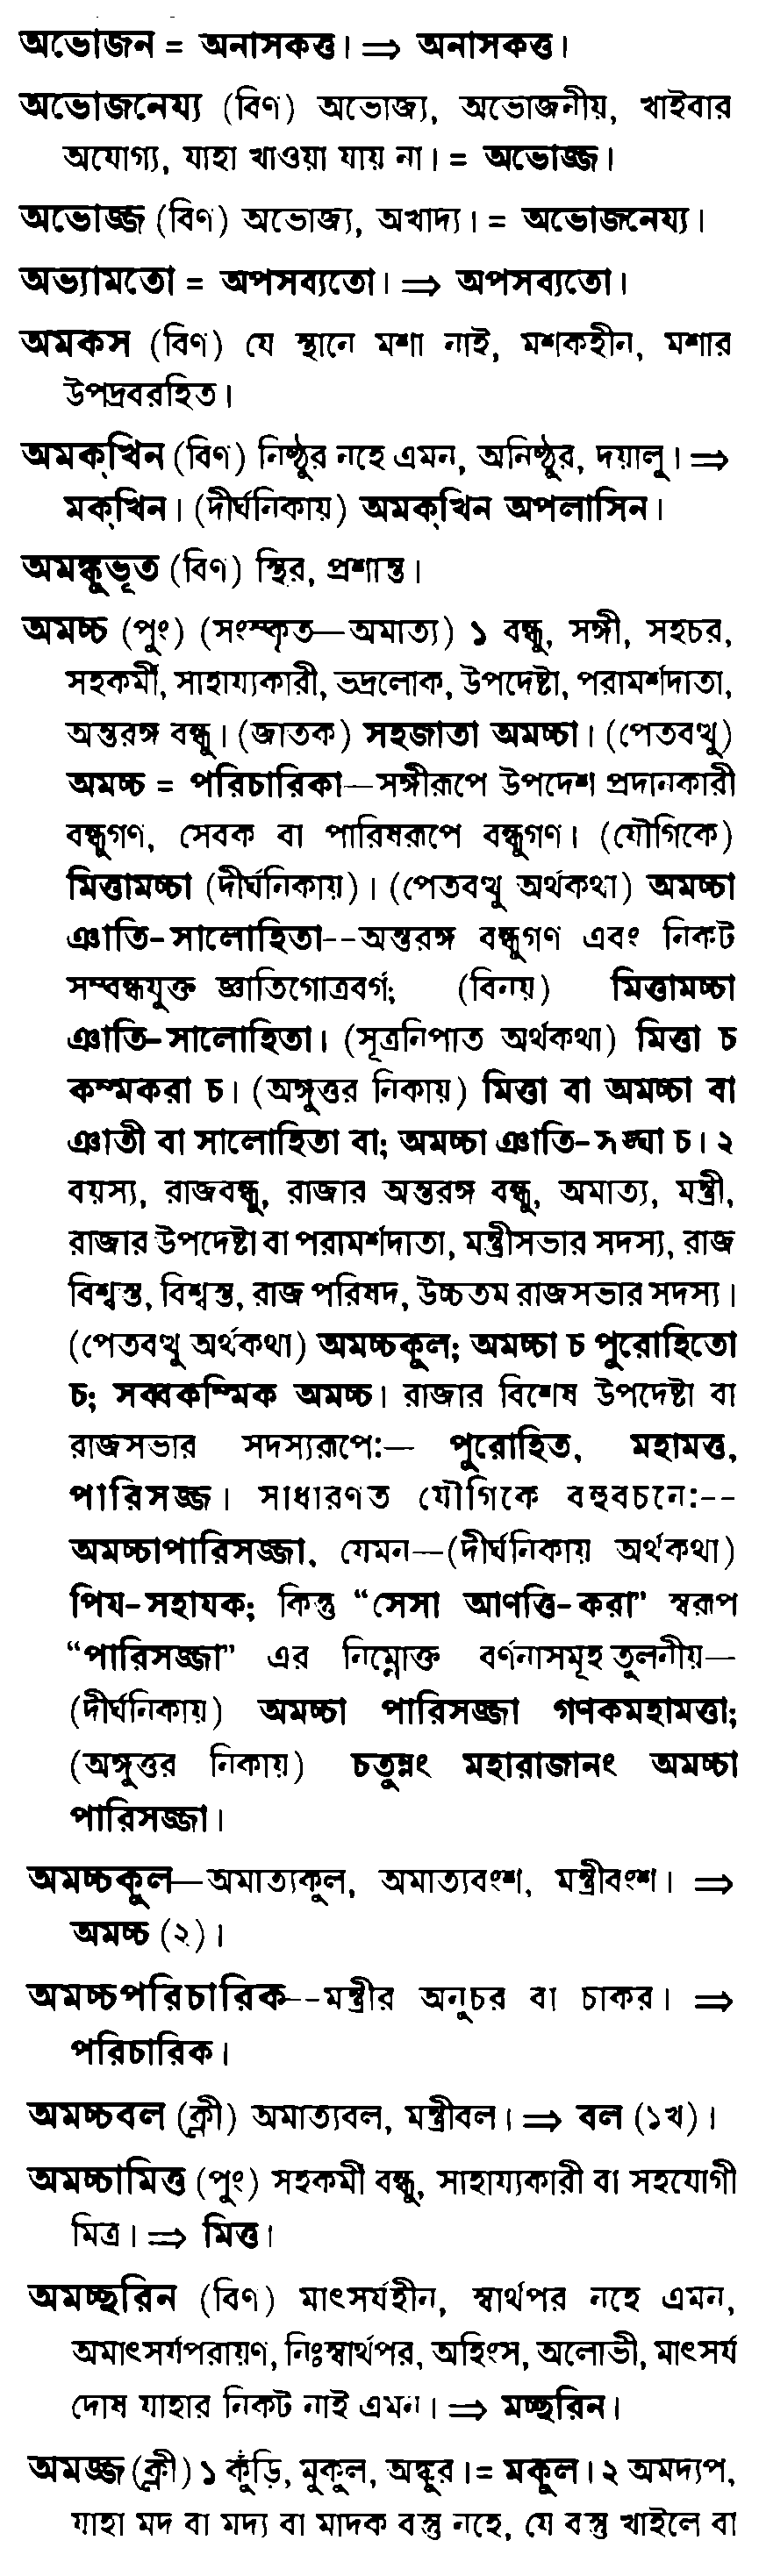 অভোজন = অনাসকত্ত। ⇒ অনাসকত্ত।
অভোজনেয্য (বিণ) অভোজ্য, অভোজনীয়, খাইবার
অযোগ্য, যাহা খাওয়া যায় না। = অভোজ্জ।
অভোজ্জ (বিণ) অভোজ্য, অখাদ্য। = অভোজনেয্য।
অভ্যামতো = অপসব্যতো। ⇒ অপসব্যতো।
অমকস (বিণ) যে স্থানে মশা নাই, মশকহীন, মশার
উপদ্রবরহিত।
অমক্‌খিন (বিণ) নিষ্ঠুর নহে এমন, অনিষ্ঠুর, দয়ালু। ⇒
মক্‌খিন। (দীর্ঘনিকায়) অমক্‌খিন অপলাসিন।
অমঙ্কুভূত (বিণ) স্থির, প্রশান্ত।
অমচ্চ (পুং) (সংস্কৃত—অমাত্য) ১ বন্ধু, সঙ্গী, সহচর,
সহকর্মী, সাহায্যকারী, ভদ্রলোক, উপদেষ্টা, পরামর্শদাতা,
অন্তরঙ্গ বন্ধু। (জাতক) সহজাতা অমচ্চা। (পেতবত্থু)
অমচ্চ = পরিচারিকা—সঙ্গীরূপে উপদেশ প্রদানকারী
বন্ধুগণ, সেবক বা পারিষরূপে বন্ধুগণ। (যৌগিকে)
মিত্তামচ্চা (দীর্ঘনিকায়)। (পেতবত্থু অর্থকথা) অমচ্চা
ঞাতি-সালোহিতা--অন্তরঙ্গ বন্ধুগণ এবং নিকট
সম্বন্ধযুক্ত জ্ঞাতিগোত্রবর্গ; (বিনয়) মিত্তামচ্চা
ঞাতি-সালোহিতা। (সূত্রনিপাত অর্থকথা) মিত্তা চ
কম্মকরা চ। (অঙ্গুত্তর নিকায়) মিত্তা বা অমচ্চা বা
ঞাতী বা সালোহিতা বা; অমচ্চা ঞাতি-সঙ্ঘা চ। ২
বয়স্য, রাজবন্ধু, রাজার অন্তরঙ্গ বন্ধু, অমাত্য, মন্ত্রী,
রাজার উপদেষ্টা বা পরামর্শদাতা, মন্ত্রীসভার সদস্য, রাজ
বিশ্বস্ত, বিশ্বস্ত, রাজ পরিষদ, উচ্চতম রাজসভার সদস্য।
(পেতবত্থু অর্থকথা) অমচ্চকুল; অমচ্চা চ পুরোহিতো
চ; সব্বকম্মিক অমচ্চ। রাজার বিশেষ উপদেষ্টা বা
রাজসভার সদস্যরূপে:— পুরোহিত, মহামত্ত,
পারিসজ্জ। সাধারণত যৌগিকে বহুবচনে:--
অমচ্চাপারিসজ্জা, যেমন—(দীর্ঘনিকায় অর্থকথা)
পিয-সহাযক; কিন্তু “সেসা আণত্তি-করা” স্বরূপ
“পারিসজ্জা” এর নিম্নোক্ত বর্ণনাসমূহ তুলনীয়—
(দীর্ঘনিকায়) অমচ্চা পারিসজ্জা গণকমহামত্তা;
(অঙ্গুত্তর নিকায়) চতুন্নং মহারাজানং অমচ্চা
পারিসজ্জা।
অমচ্চকুল—অমাত্যকুল, অমাত্যবংশ, মন্ত্রীবংশ। ⇒
অমচ্চ (২)।
অমচ্চপরিচারিক--মন্ত্রীর অনুচর বা চাকর। ⇒
পরিচারিক।
অমচ্চবল (ক্লী) অমাত্যবল, মন্ত্রীবল। ⇒ বল (১খ)।
অমচ্চামিত্ত (পুং) সহকর্মী বন্ধু, সাহায্যকারী বা সহযোগী
মিত্র। ⇒ মিত্ত।
অমচ্ছরিন (বিণ) মাৎসর্যহীন, স্বার্থপর নহে এমন,
অমাৎসর্যপরায়ণ, নিঃস্বার্থপর, অহিংস, অলোভী, মাৎসর্য
দোষ যাহার নিকট নাই এমন। ⇒ মচ্ছরিন।
অমজ্জ (ক্লী) ১ কুঁড়ি, মুকুল, অঙ্কুর। = মকুল। ২ অমদ্যপ,
যাহা মদ বা মদ্য বা মাদক বস্তু নহে, যে বস্তু খাইলে বা